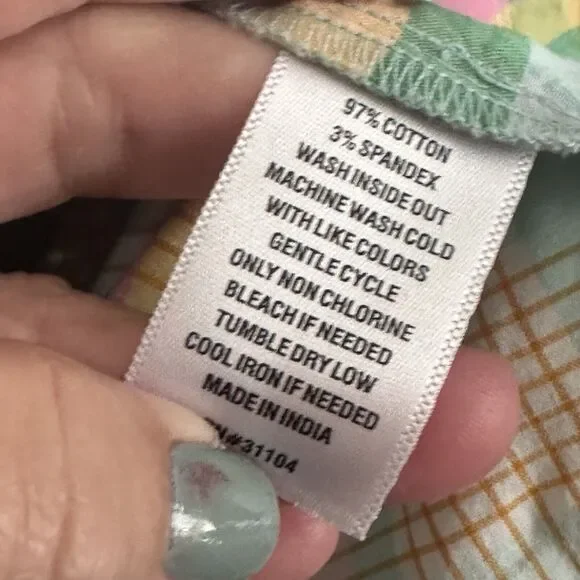 97% COTTON
3% SPANDEX
WASH INSIDE OUT
MACHINE WASH COLD
WITH LIKE COLORS
GENTLE CYCLE
ONLY NON CHLORINE
BLEACH IF NEEDED
TUMBLE DRY LOW
COOL IRON IF NEEDED
MADE IN INDIA
#31104